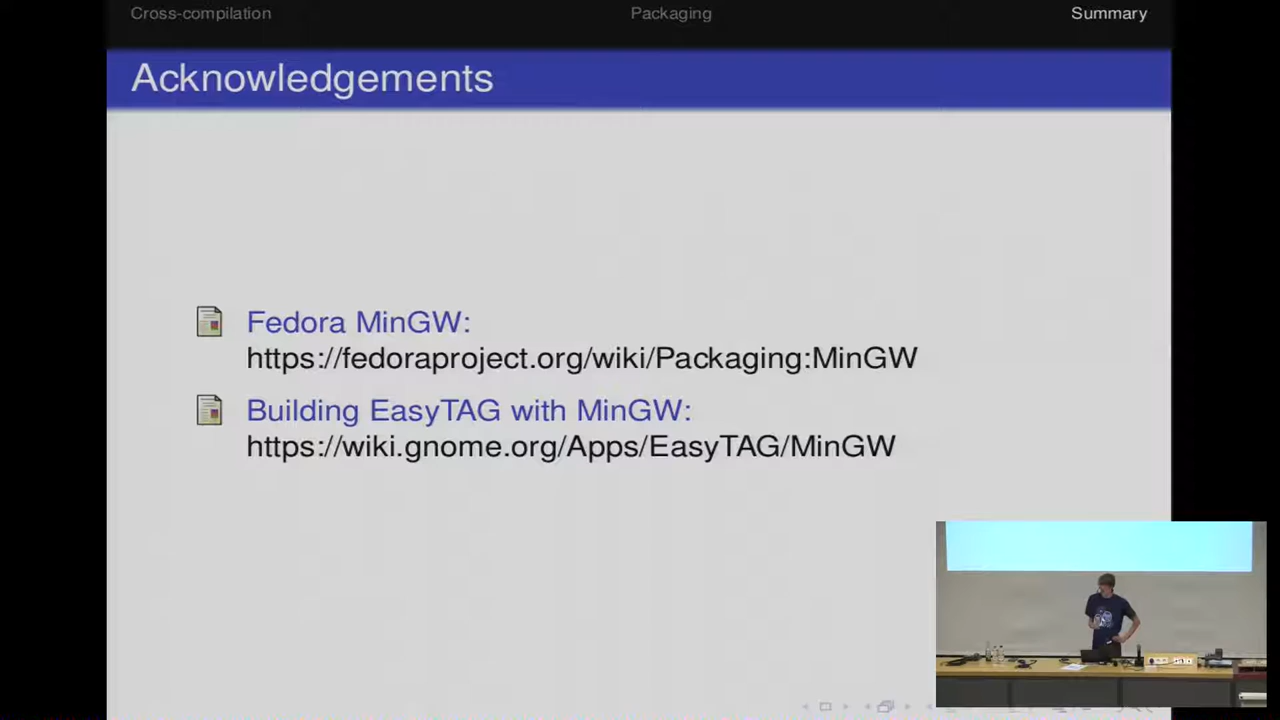 Cross-compilation
Packaging
Summary
Acknowledgements
Fedora MinGW:
https://fedoraproject.org/wiki/Packaging:MinGW
Building EasyTAG with MinGW:
https://wiki.gnome.org/Apps/EasyTAG/MinGW